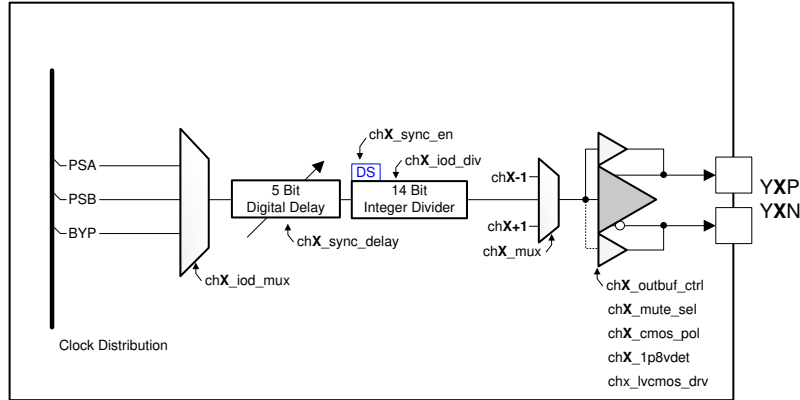 chX_sync_en
DS
chX_iod_div
PSA
PSB
BYP
5 Bit
Digital Delay
14 Bit
Integer Divider
chX-1
chX+1
chX_mux
chX_sync_delay
chX_iod_mux
YXP
YXN
chX_outbuf_ctrl
chX_mute_sel
chX_cmos_pol
chX_1p8vdet
chx_lvcmos_drv
Clock Distribution